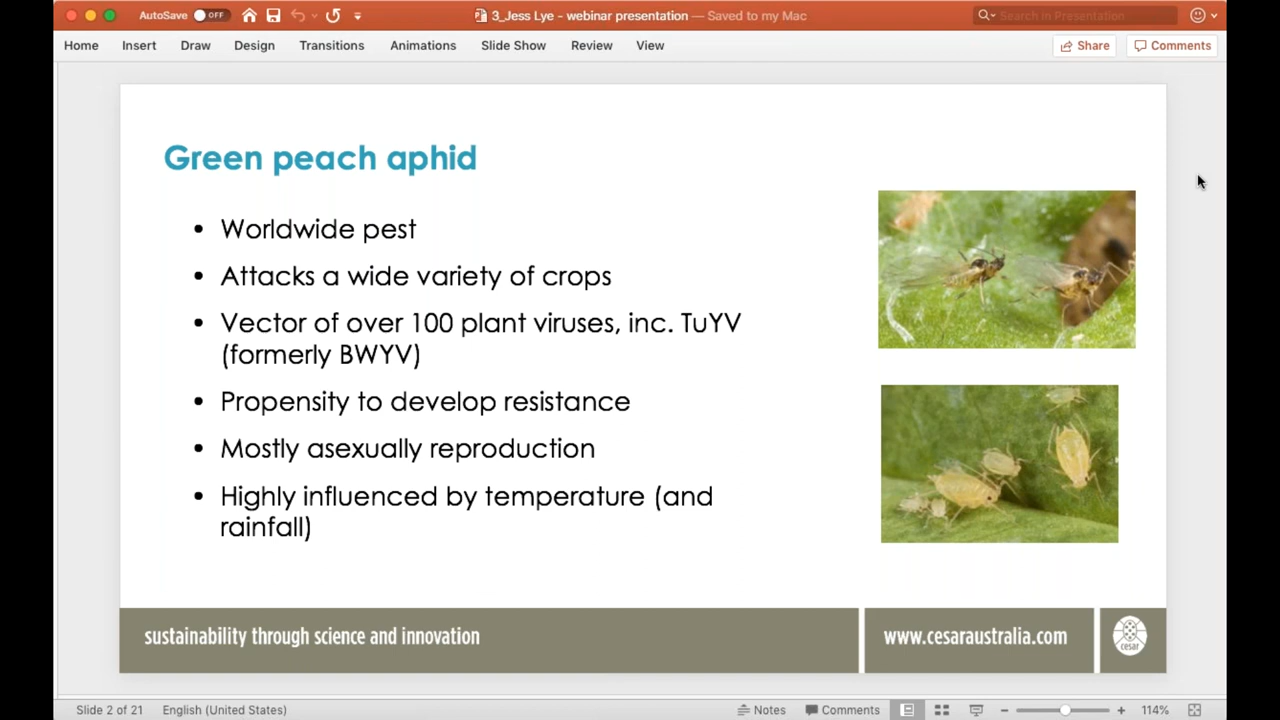 AutoSave OFF
3_Jess Lye - webinar presentation — Saved to my Mac
Search in Presentation
Home Insert Draw Design Transitions Animations Slide Show Review View
Share Comments
Green peach aphid
• Worldwide pest
• Attacks a wide variety of crops
• Vector of over 100 plant viruses, inc. TuYV
(formerly BWYV)
• Propensity to develop resistance
• Mostly asexually reproduction
• Highly influenced by temperature (and
rainfall)
sustainability through science and innovation
www.cesaraustralia.com
cesar
Slide 2 of 21 English (United States) Notes Comments 114%